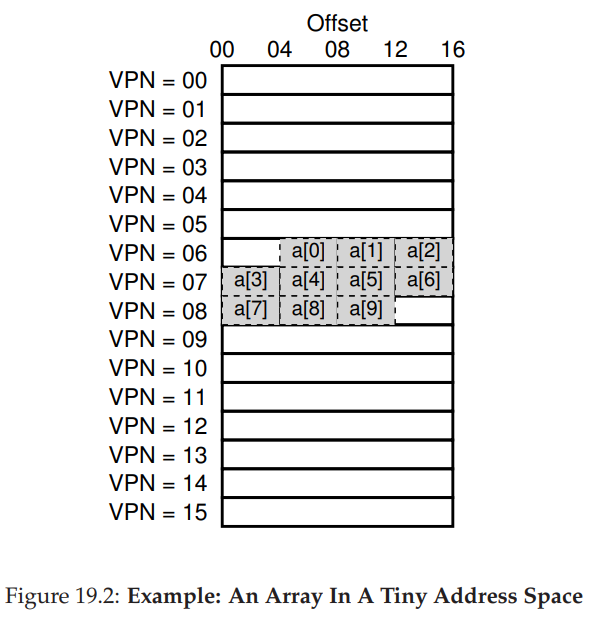 Offset
00 04 08 12 16
VPN = 00
VPN = 01
VPN = 02
VPN = 03
VPN = 04
VPN = 05
VPN = 06 a[0] a[1] a[2]
VPN = 07 a[3] a[4] a[5] a[6]
VPN = 08 a[7] a[8] a[9]
VPN = 09
VPN = 10
VPN = 11
VPN = 12
VPN = 13
VPN = 14
VPN = 15
Figure 19.2: Example: An Array In A Tiny Address Space